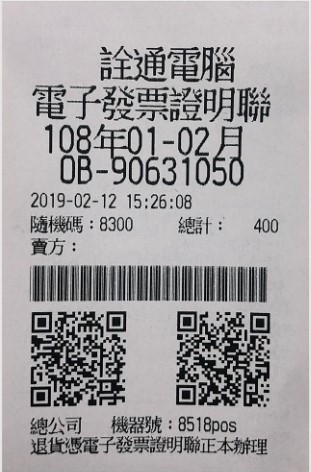 詮通電腦
電子發票證明聯
108年01-02月
OB-90631050
2019-02-12 15:26:08
隨機碼：8300 總計： 400
賣方：
總公司 機器號：8518pos
退貨憑電子發票證明聯正本辦理